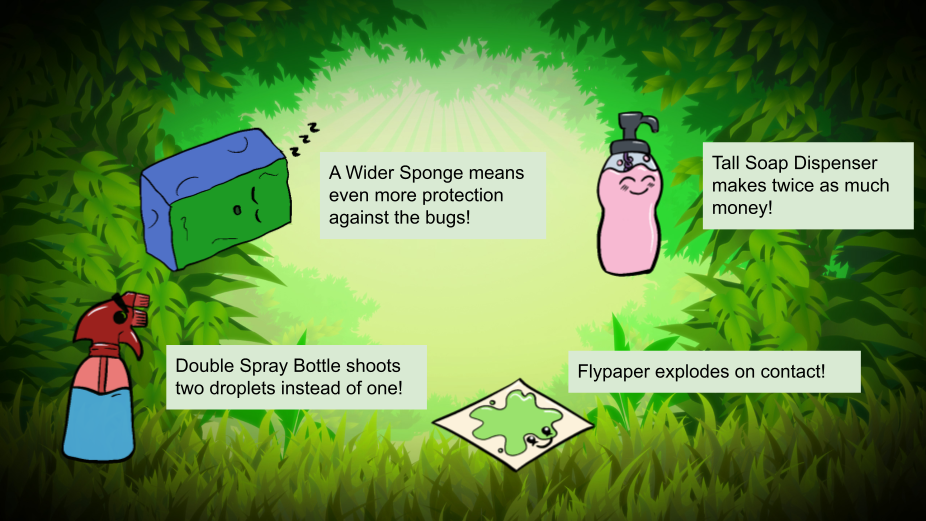 z z z
A Wider Sponge means
even more protection
against the bugs!
Tall Soap Dispenser
makes twice as much
money!
Double Spray Bottle shoots
two droplets instead of one!
Flypaper explodes on contact!